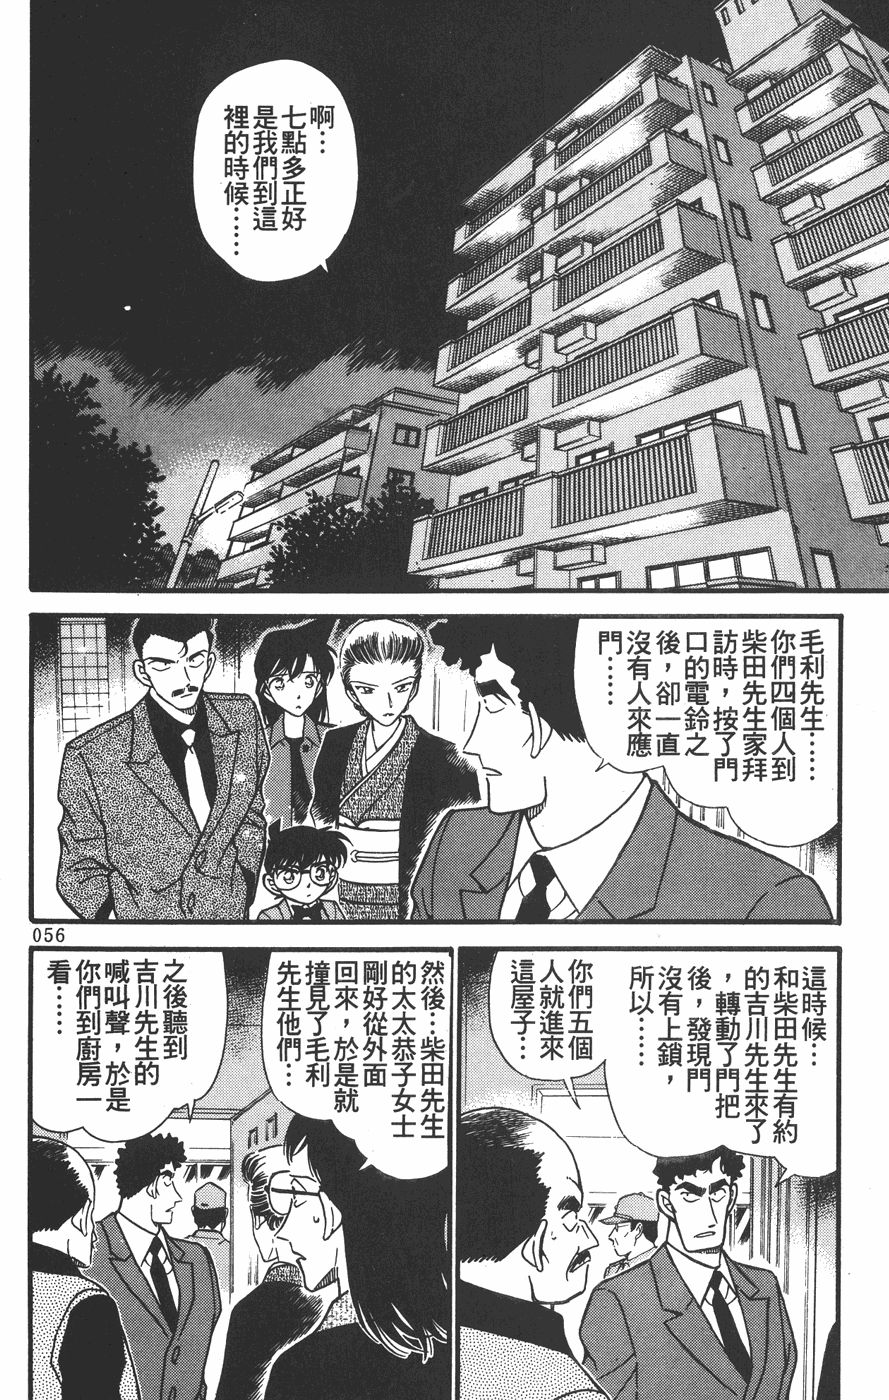 啊…
七點多正好
是我們到這
裡的時候……
毛利先生……
你們四個人到
柴田先生家拜
訪時，按了門
口的電鈴之
後，卻一直
沒有人來應
門……
056
這時候…
和柴田先生有約
的吉川先生來了
，轉動了門把
後，發現門
沒有上鎖，
所以……
你們五個
人就進來
這屋子…
然後…柴田先生
的太太恭子女士
剛好從外面
回來，於是就
撞見了毛利
先生他們…
之後聽到
吉川先生的
喊叫聲，於是
你們到廚房一
看……